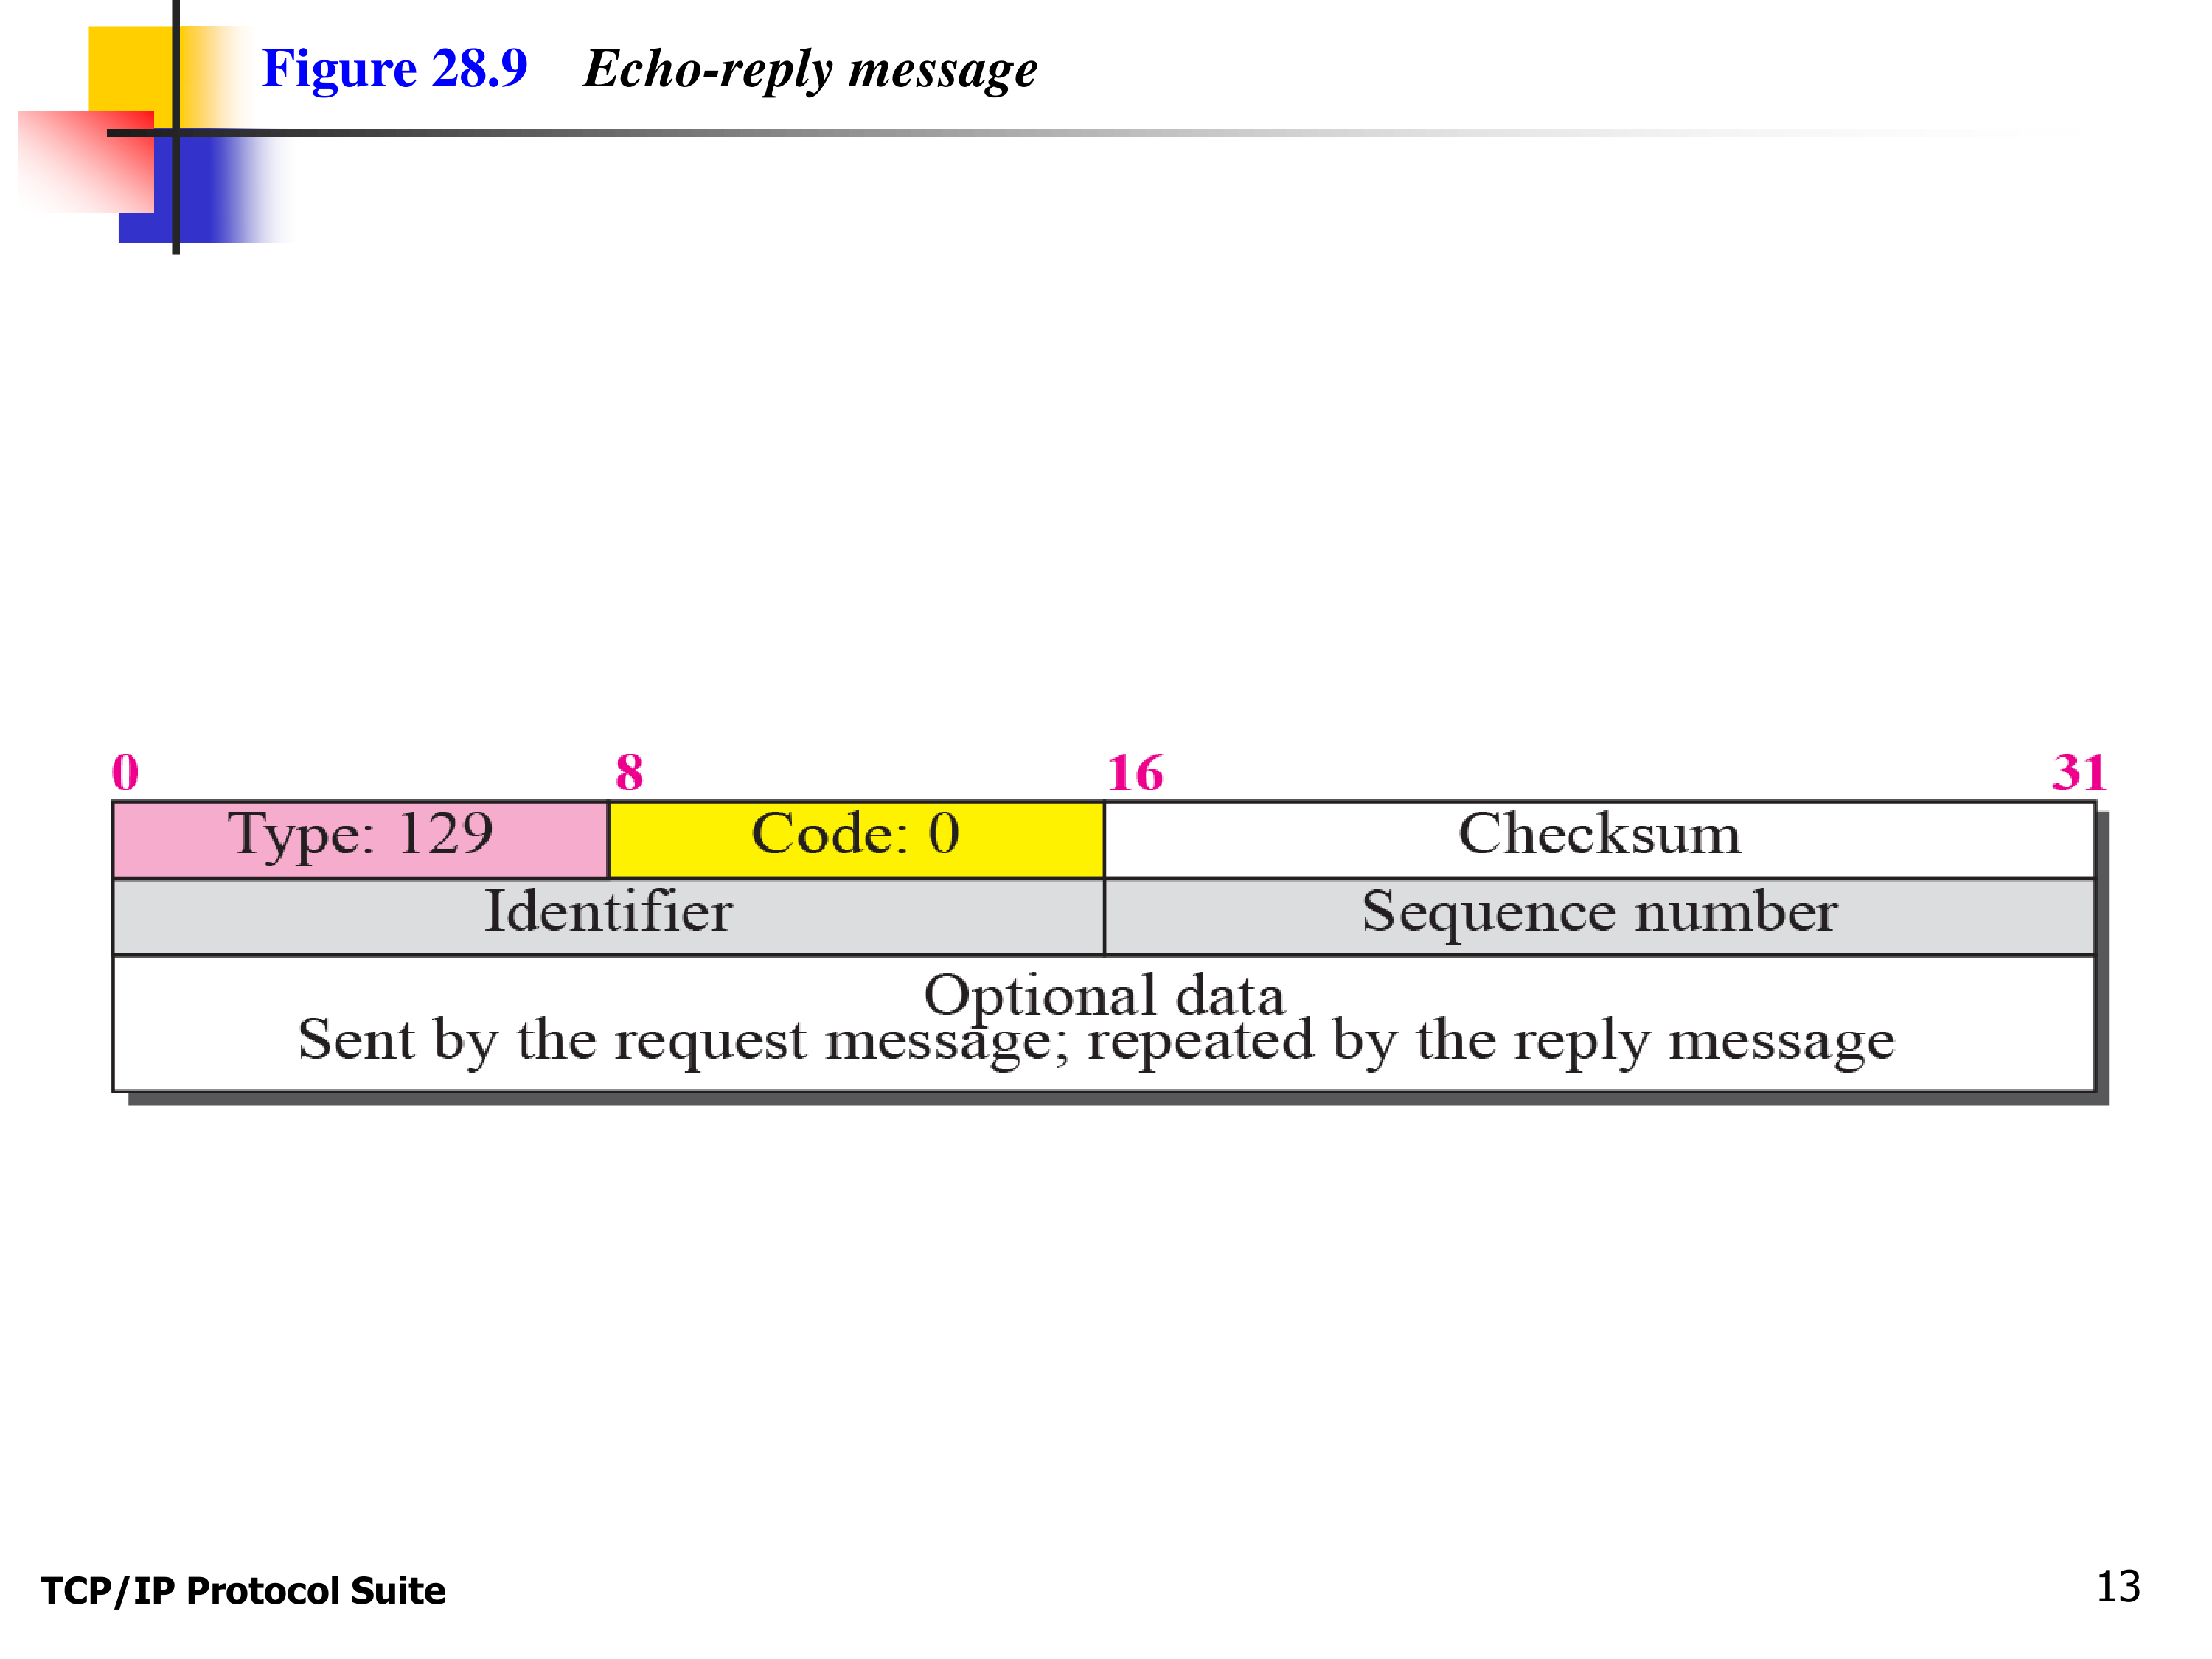 Figure 28.9 Echo-reply message
0 8 16 31
Type: 129 Code: 0 Checksum
Identifier Sequence number
Optional data
Sent by the request message; repeated by the reply message
TCP/IP Protocol Suite 13